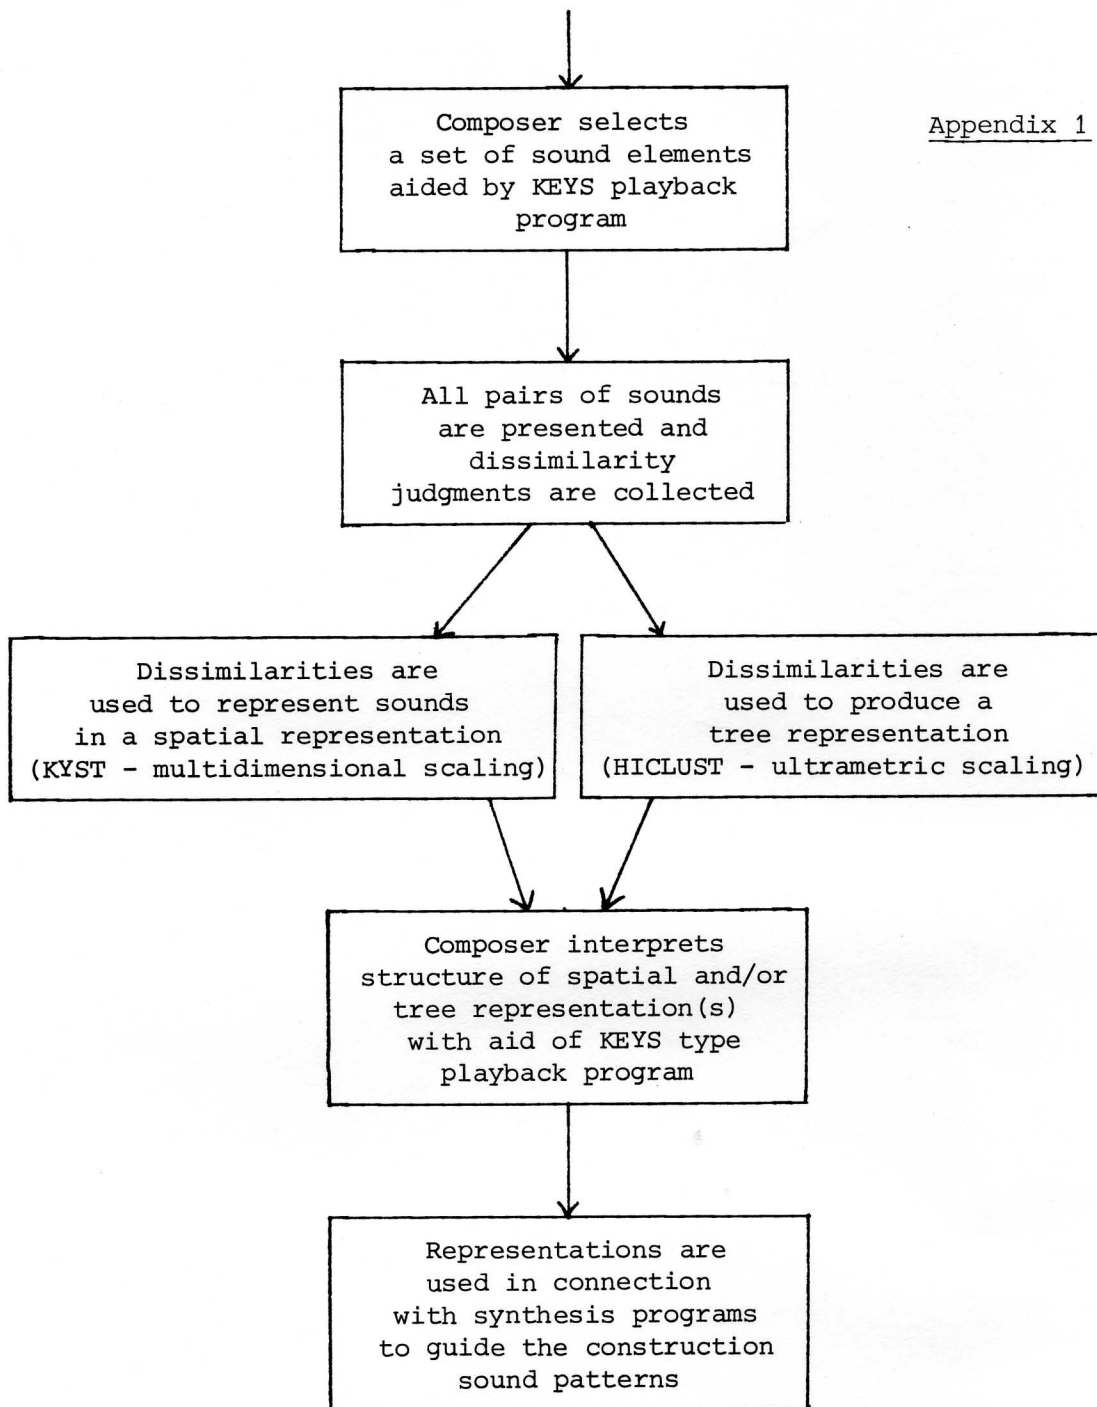 Appendix 1
Composer selects
a set of sound elements
aided by KEYS playback
program
All pairs of sounds
are presented and
dissimilarity
judgments are collected
Dissimilarities are
used to represent sounds
in a spatial representation
(KYST - multidimensional scaling)
Dissimilarities are
used to produce a
tree representation
(HICLUST - ultrametric scaling)
Composer interprets
structure of spatial and/or
tree representation(s)
with aid of KEYS type
playback program
Representations are
used in connection
with synthesis programs
to guide the construction
sound patterns